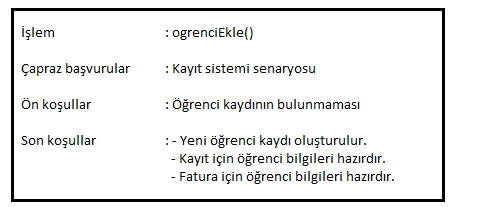 İşlem : ogrenciEkle()
Çapraz başvurular : Kayıt sistemi senaryosu
Ön koşullar : Öğrenci kaydının bulunmaması
Son koşullar : - Yeni öğrenci kaydı oluşturulur.
- Kayıt için öğrenci bilgileri hazırdır.
- Fatura için öğrenci bilgileri hazırdır.